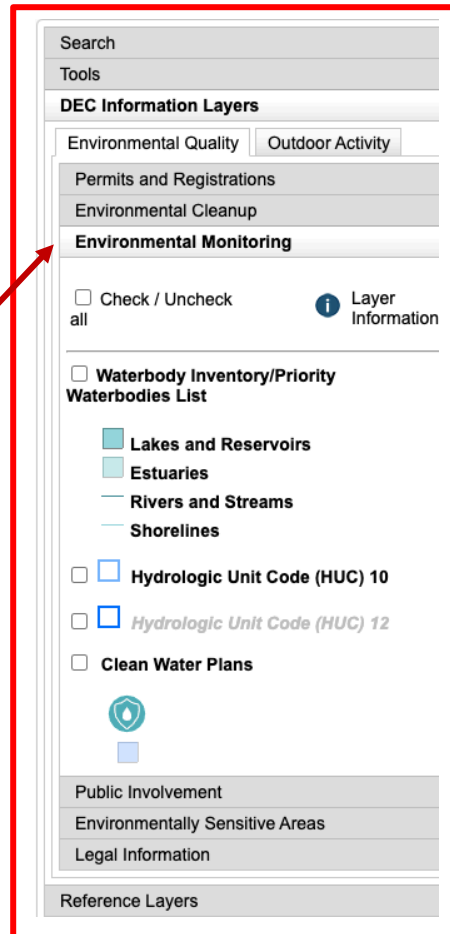 Search
Tools
DEC Information Layers
Environmental Quality Outdoor Activity
Permits and Registrations
Environmental Cleanup
Environmental Monitoring
Check / Uncheck
all
i Layer
Information
Waterbody Inventory/Priority
Waterbodies List
Lakes and Reservoirs
Estuaries
Rivers and Streams
Shorelines
Hydrologic Unit Code (HUC) 10
Hydrologic Unit Code (HUC) 12
Clean Water Plans
Public Involvement
Environmentally Sensitive Areas
Legal Information
Reference Layers